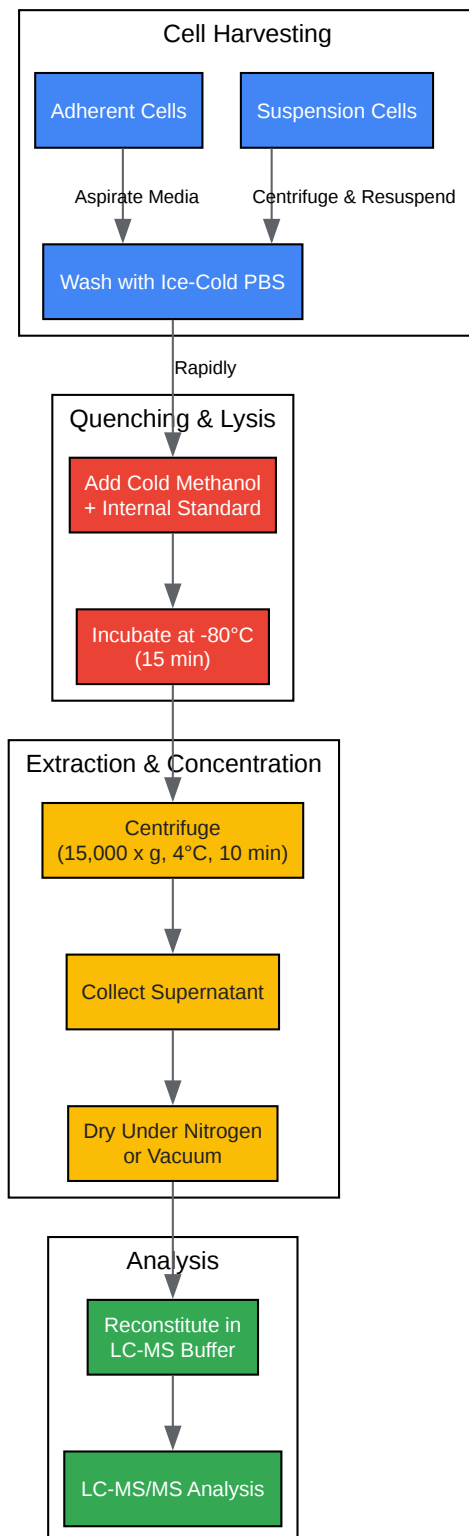 Cell Harvesting
Adherent Cells
Suspension Cells
Aspirate Media
Centrifuge & Resuspend
Wash with Ice-Cold PBS
Rapidly
Quenching & Lysis
Add Cold Methanol
+ Internal Standard
Incubate at -80°C
(15 min)
Extraction & Concentration
Centrifuge
(15,000 x g, 4°C, 10 min)
Collect Supernatant
Dry Under Nitrogen
or Vacuum
Analysis
Reconstitute in
LC-MS Buffer
LC-MS/MS Analysis